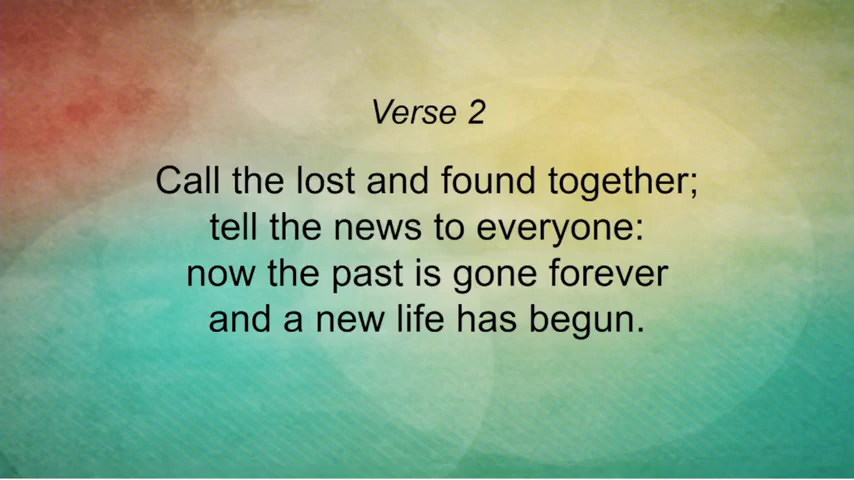 Verse 2
Call the lost and found together;
tell the news to everyone:
now the past is gone forever
and a new life has begun.